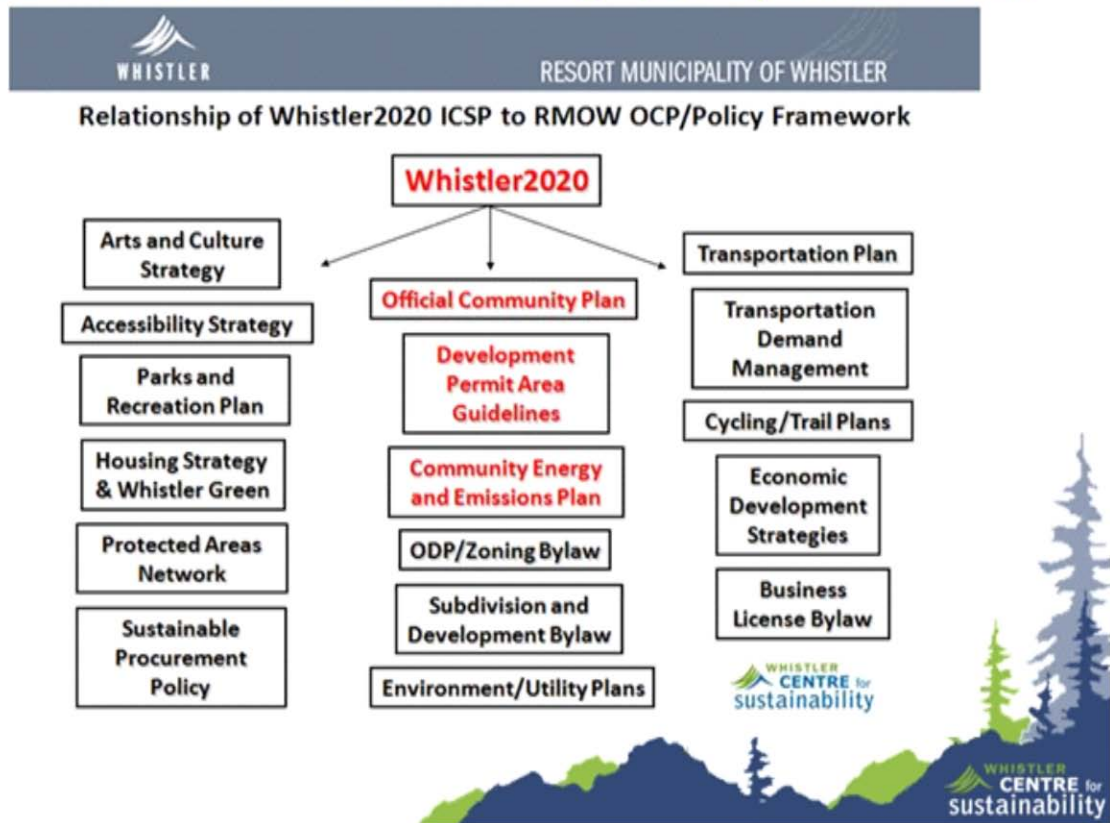 WHISTLER
RESORT MUNICIPALITY OF WHISTLER
Relationship of Whistler2020 ICSP to RMOW OCP/Policy Framework
Whistler2020
Arts and Culture
Strategy
Accessibility Strategy
Parks and
Recreation Plan
Housing Strategy
& Whistler Green
Protected Areas
Network
Sustainable
Procurement
Policy
Official Community Plan
Development
Permit Area
Guidelines
Community Energy
and Emissions Plan
ODP/Zoning Bylaw
Subdivision and
Development Bylaw
Environment/Utility Plans
Transportation Plan
Transportation
Demand
Management
Cycling/Trail Plans
Economic
Development
Strategies
Business
License Bylaw
WHISTLER
CENTRE for
sustainability
WHISTLER
CENTRE for
sustainability